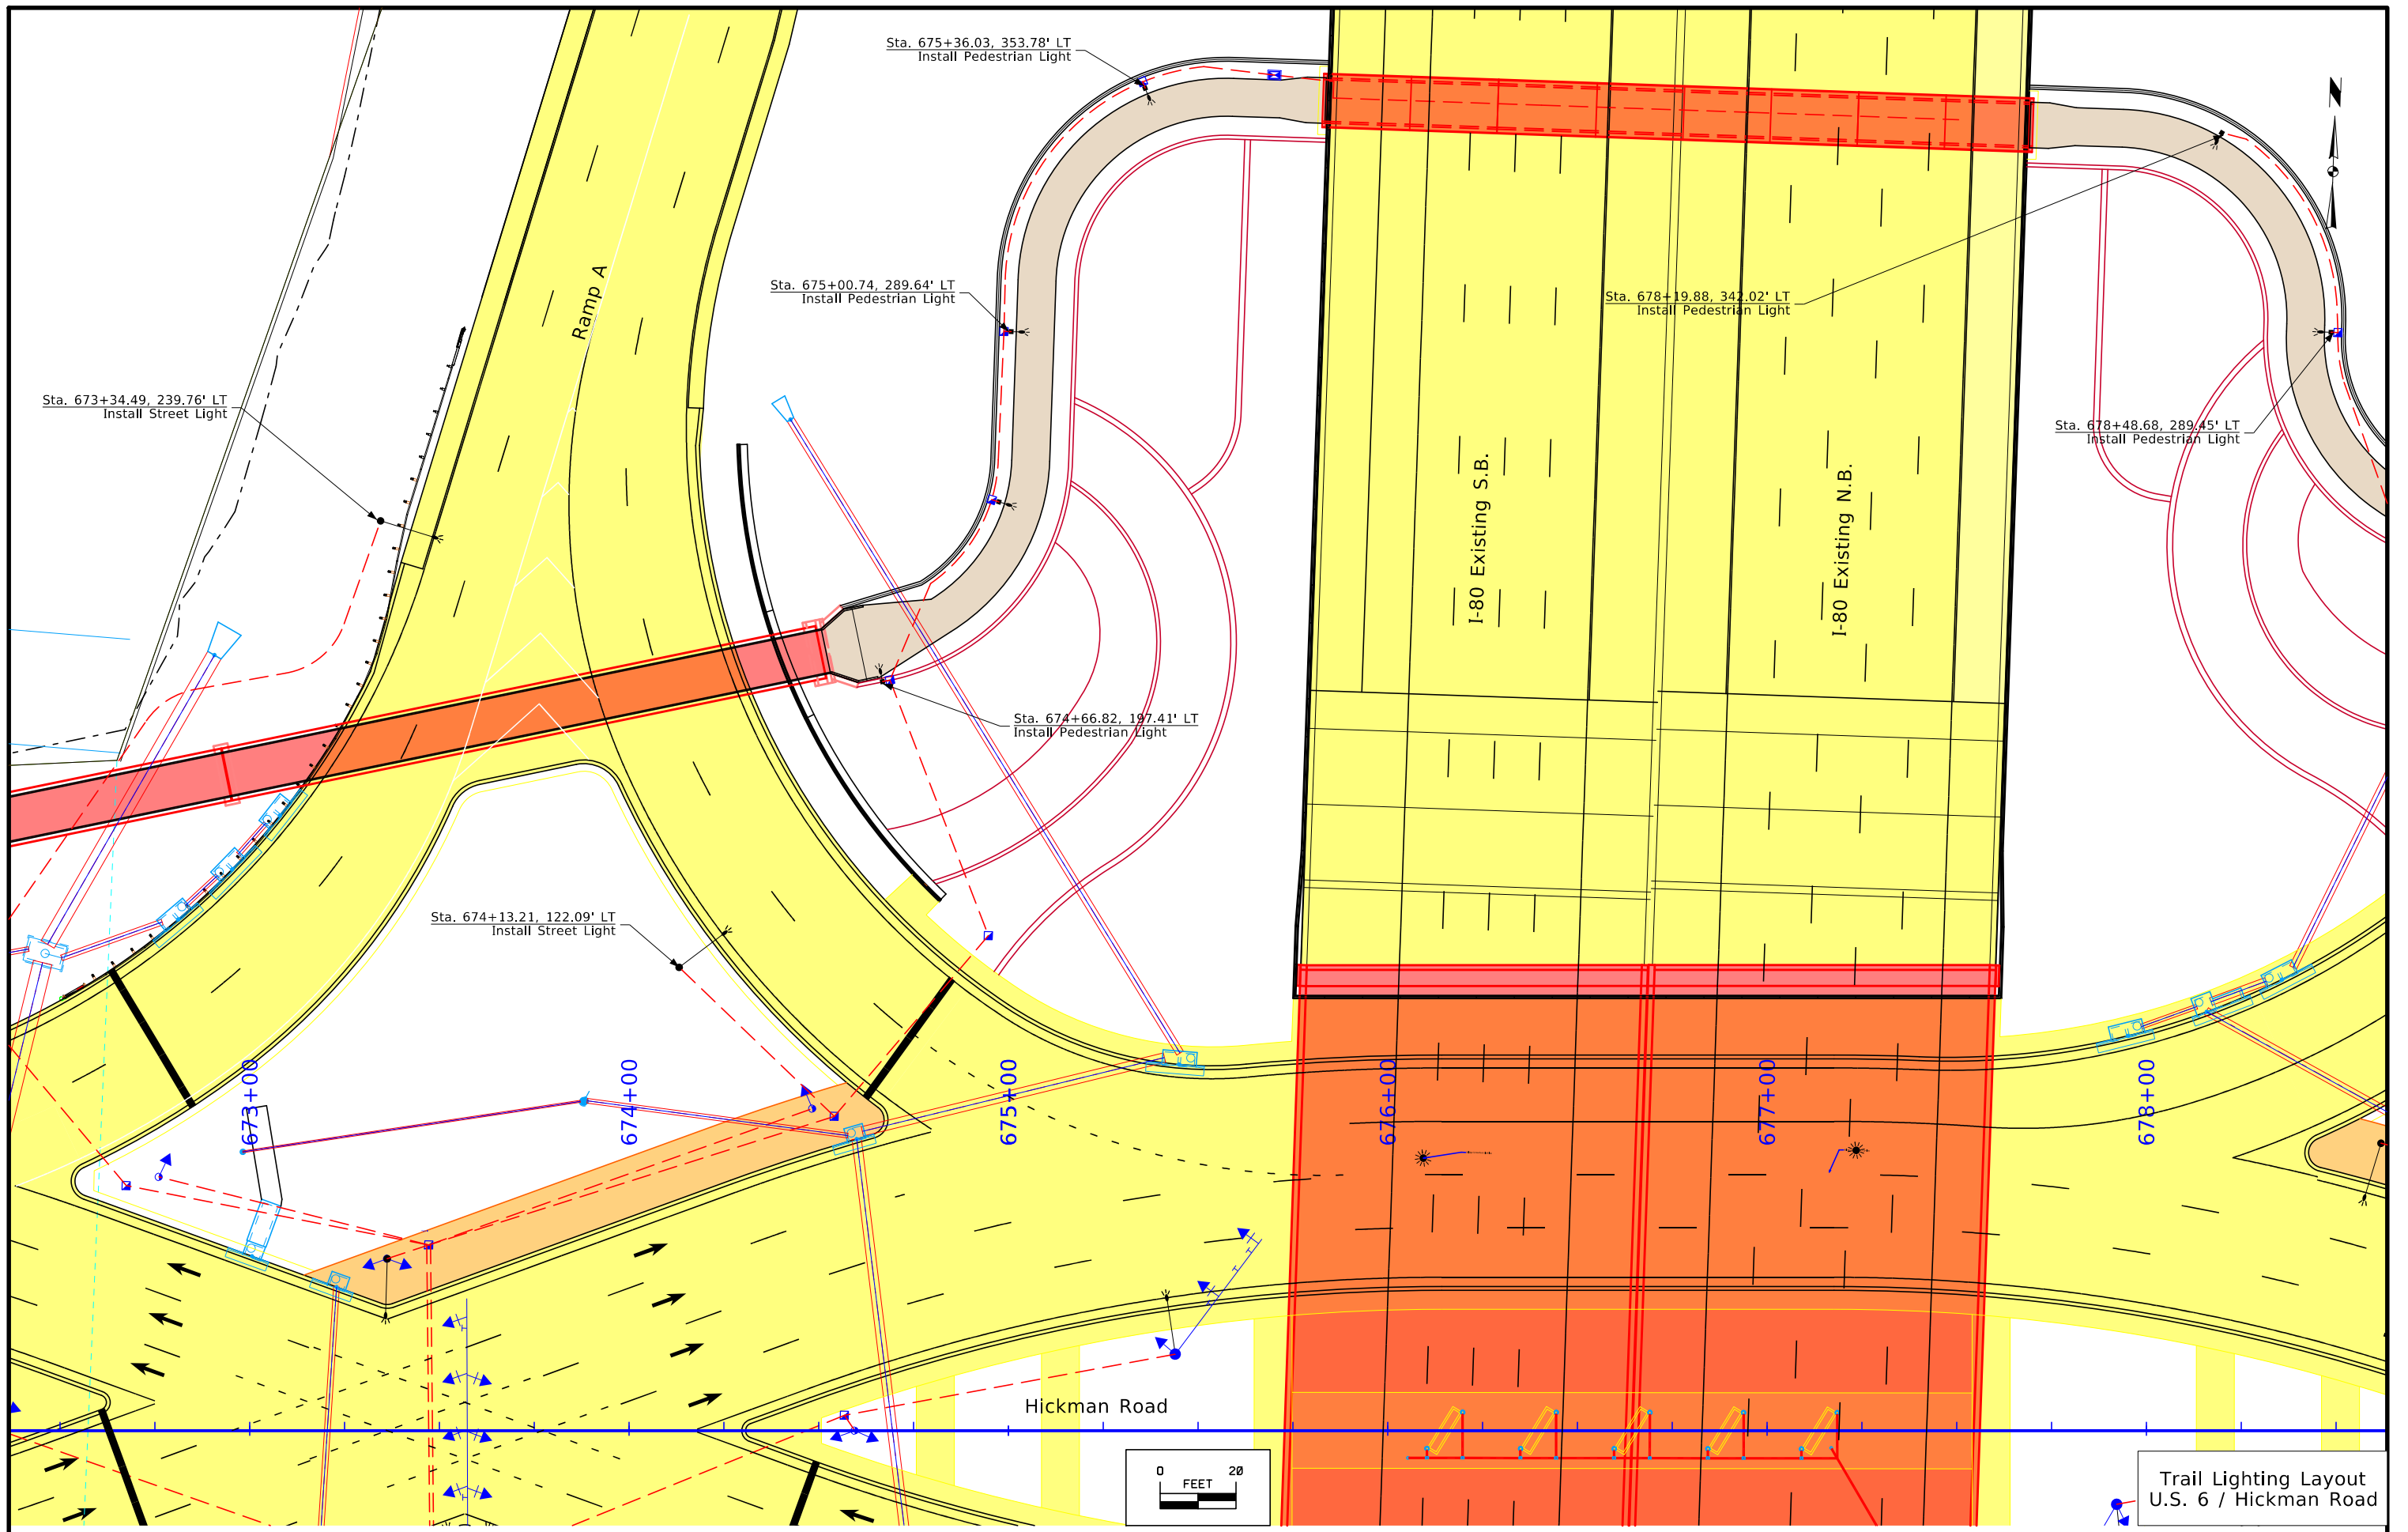 Sta. 675+36.03, 353.78' LT
Install Pedestrian Light
N
Ramp A
Sta. 675+00.74, 289.64' LT
Install Pedestrian Light
Sta. 678+19.88, 342.02' LT
Install Pedestrian Light
Sta. 673+34.49, 239.76' LT
Install Street Light
Sta. 678+48.68, 289.45' LT
Install Pedestrian Light
I-80 Existing S.B.
I-80 Existing N.B.
Sta. 674+66.82, 197.41' LT
Install Pedestrian Light
Sta. 674+13.21, 122.09' LT
Install Street Light
673+00
674+00
675+00
676+00
677+00
678+00
Hickman Road
0 20
FEET
Trail Lighting Layout
U.S. 6 / Hickman Road